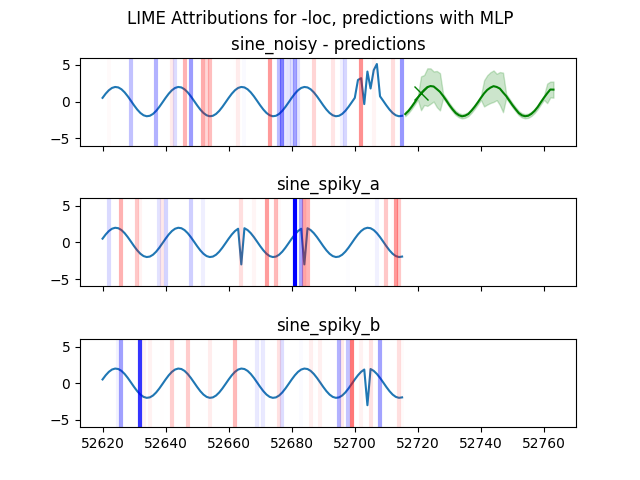 LIME Attributions for -loc, predictions with MLP
sine_noisy - predictions
5
0
−5
sine_spiky_a
5
0
−5
sine_spiky_b
5
0
−5
52620 52640 52660 52680 52700 52720 52740 52760